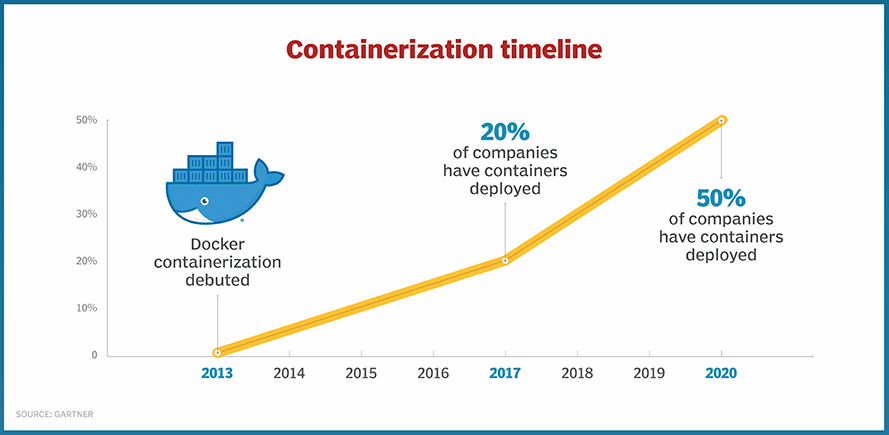 Containerization timeline
50%
40%
30%
20%
10%
0
Docker
containerization
debuted
20%
of companies
have containers
deployed
50%
of companies
have containers
deployed
2013 2014 2015 2016 2017 2018 2019 2020
SOURCE: GARTNER